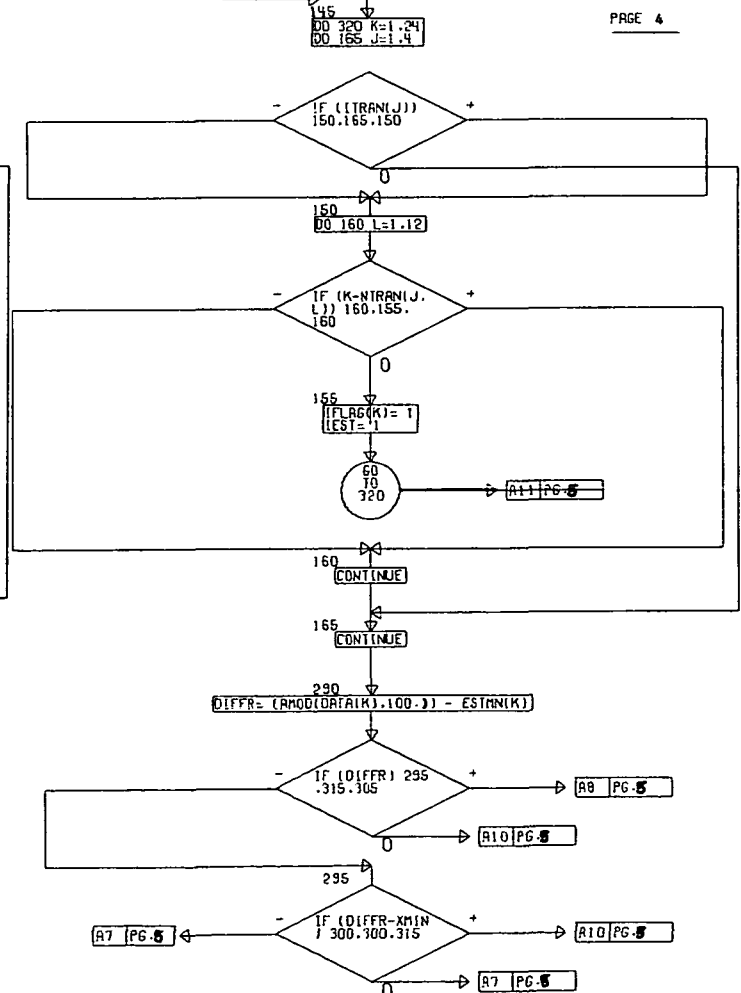 PAGE 4
145
DO 320 K=1.24
DO 165 J=1.4
- IF (ITRAN(J)) +
150.165.150
0
150
DO 160 L=1.12
- IF (K-NTRAN(J. +
L)) 160.155.
160
0
155
IFLAG(K)= 1
IEST= 1
GO
TO
320
A11 PG.5
160
CONTINUE
165
CONTINUE
290
DIFFR= (AMOD(DATA(K).100.)) - ESTMN(K)
- IF (DIFFR) 295 +
.315.305
A8 PG.5
0
A10 PG.5
295
- IF (DIFFR-XMIN +
) 300.300.315
A7 PG.5
A10 PG.5
0
A7 PG.5